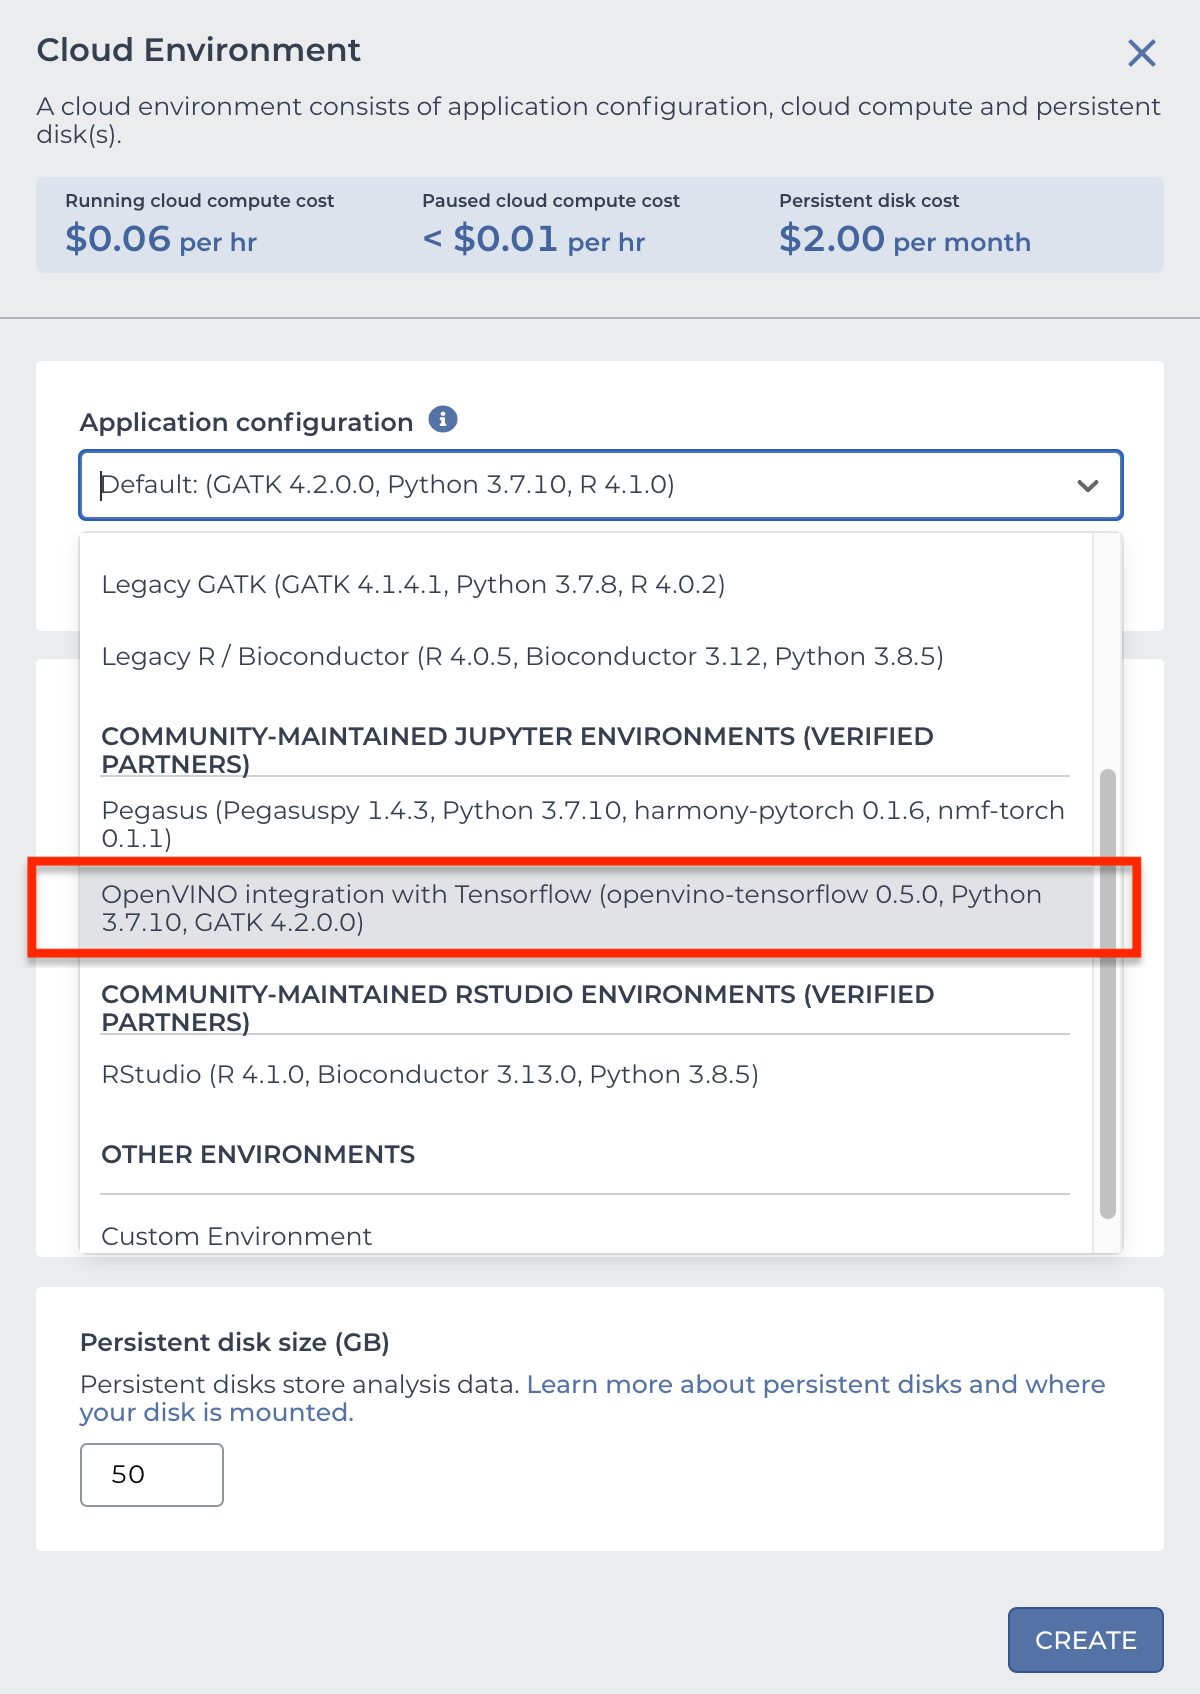 Cloud Environment
A cloud environment consists of application configuration, cloud compute and persistent
disk(s).
Running cloud compute cost
$0.06 per hr
Paused cloud compute cost
< $0.01 per hr
Persistent disk cost
$2.00 per month
Application configuration
Default: (GATK 4.2.0.0, Python 3.7.10, R 4.1.0)
Legacy GATK (GATK 4.1.4.1, Python 3.7.8, R 4.0.2)
Legacy R / Bioconductor (R 4.0.5, Bioconductor 3.12, Python 3.8.5)
COMMUNITY-MAINTAINED JUPYTER ENVIRONMENTS (VERIFIED
PARTNERS)
Pegasus (Pegasuspy 1.4.3, Python 3.7.10, harmony-pytorch 0.1.6, nmf-torch
0.1.1)
OpenVINO integration with Tensorflow (openvino-tensorflow 0.5.0, Python
3.7.10, GATK 4.2.0.0)
COMMUNITY-MAINTAINED RSTUDIO ENVIRONMENTS (VERIFIED
PARTNERS)
RStudio (R 4.1.0, Bioconductor 3.13.0, Python 3.8.5)
OTHER ENVIRONMENTS
Custom Environment
Persistent disk size (GB)
Persistent disks store analysis data. Learn more about persistent disks and where
your disk is mounted.
50
CREATE